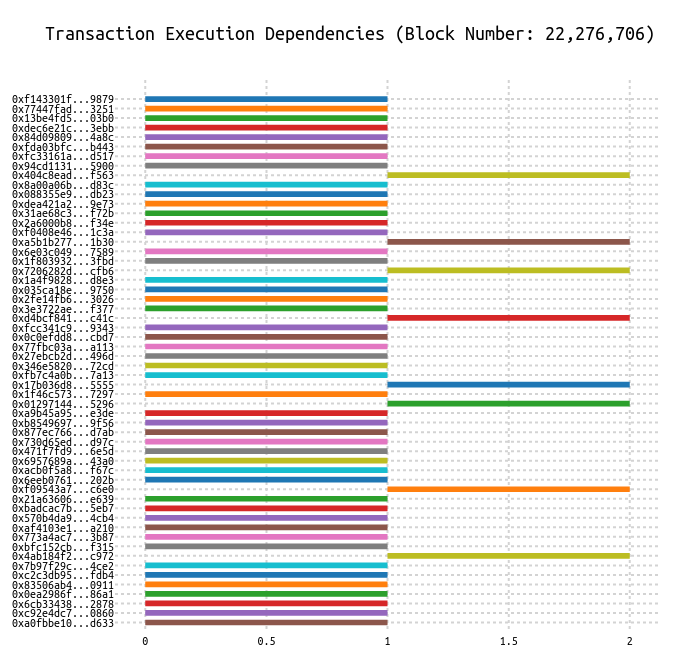 Transaction Execution Dependencies (Block Number: 22,276,706)
0xf143301f...9879
0x77447fad...3251
0x13be4fd5...03b0
0xdec6e21c...3ebb
0x84d09809...4a8c
0xfda03bfc...b443
0xfc33161a...d517
0x94cd1131...5900
0x404c8ead...f563
0x8a00a06b...d83c
0x088355e9...db23
0xdea421a2...9e73
0x31ae68c3...f72b
0x2a6000b8...f34e
0xf0408e46...1c3a
0xa5b1b277...1b30
0x6e03c049...7589
0x1f803932...3fbd
0x7206282d...cfb6
0x1a4f9828...d8e3
0x035ca18e...9750
0x2fe14fb6...3026
0x3e3722ae...f377
0xd4bcf841...c41c
0xfcc341c9...9343
0x0c0efdd8...cbd7
0x77fbc03a...a113
0x27ebcb2d...496d
0x346e5820...72cd
0xfb7c4a0b...7a13
0x17b036d8...5555
0x1f46c573...7297
0x01297144...5296
0xa9b45a95...e3de
0xb8549697...9f56
0x877ec766...d7ab
0x730d65ed...d97c
0x471f7fd9...6e5d
0x6957689a...43a0
0xacb0f5a8...f67c
0x6eeb0761...202b
0xf09543a7...c6e0
0x21a63606...e639
0xbadcac7b...5eb7
0x570b4da9...4cb4
0xaf4103e1...a210
0x773a4ac7...3b87
0xbfc152cb...f315
0x4ab184f2...c972
0x7b97f29c...4ce2
0xc2c3db95...fdb4
0x83506ab4...0911
0x0ea2986f...86a1
0x6cb33438...2878
0xc92e4dc7...0860
0xa0fbbe10...d633
0 0.5 1 1.5 2